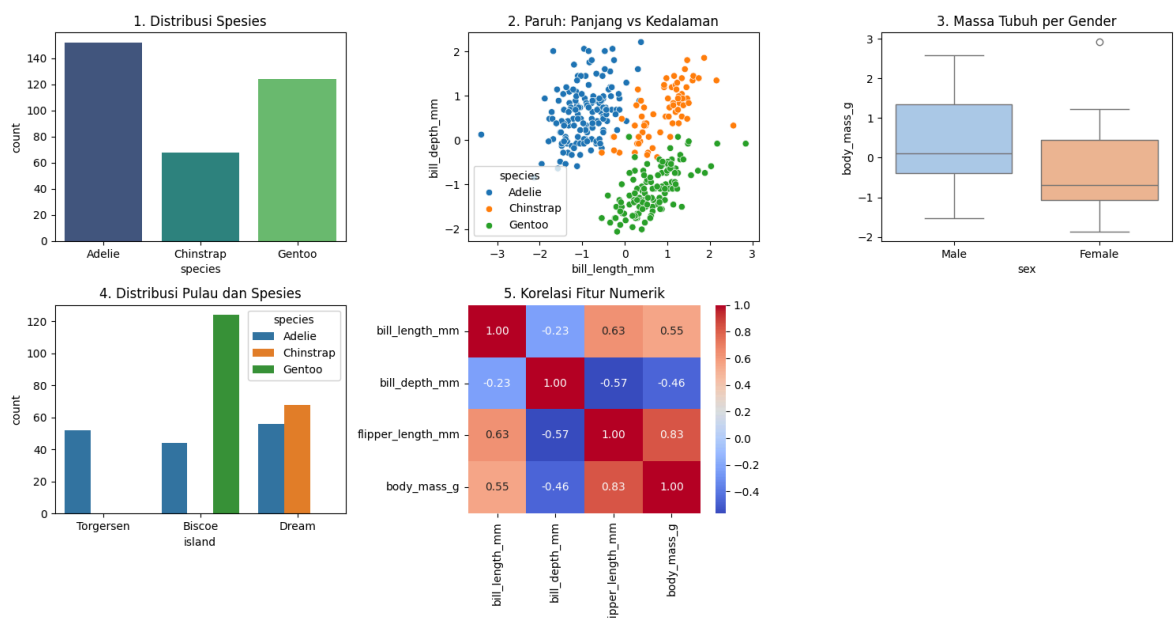 1. Distribusi Spesies
140
120
100
80
60
40
20
0
count
Adelie Chinstrap Gentoo
species
2. Paruh: Panjang vs Kedalaman
2
1
0
−1
−2
bill_depth_mm
species
Adelie
Chinstrap
Gentoo
−3 −2 −1 0 1 2 3
bill_length_mm
3. Massa Tubuh per Gender
3
2
1
0
−1
−2
body_mass_g
Male Female
sex
4. Distribusi Pulau dan Spesies
120
100
80
60
40
20
0
count
species
Adelie
Chinstrap
Gentoo
Torgersen Biscoe Dream
island
5. Korelasi Fitur Numerik
bill_length_mm 1.00 -0.23 0.63 0.55
bill_depth_mm -0.23 1.00 -0.57 -0.46
flipper_length_mm 0.63 -0.57 1.00 0.83
body_mass_g 0.55 -0.46 0.83 1.00
bill_length_mm
bill_depth_mm
ipper_length_mm
body_mass_g
1.0
0.8
0.6
0.4
0.2
0.0
−0.2
−0.4